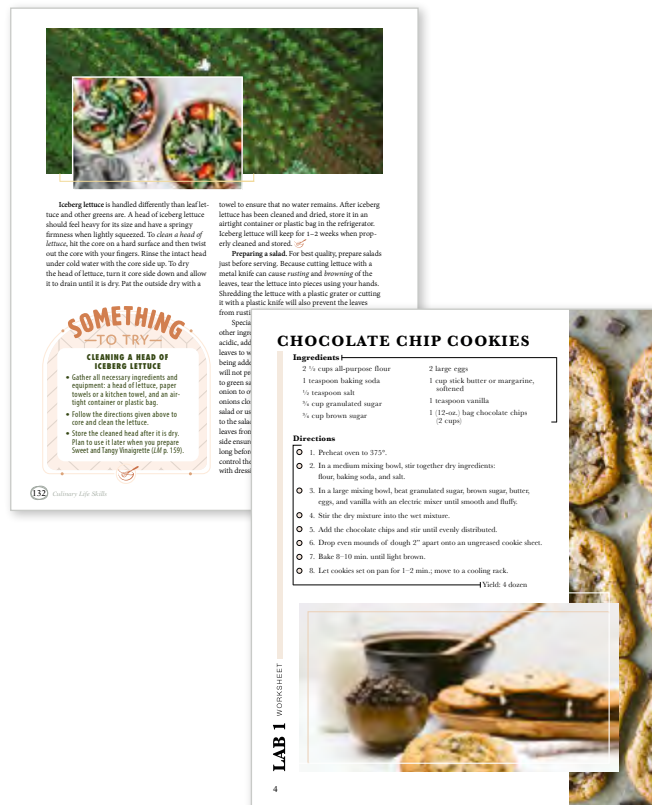 Iceberg lettuce is handled differently than leaf let-
tuce and other greens are. A head of iceberg lettuce
should feel heavy for its size and have a springy
firmness when lightly squeezed. To clean a head of
lettuce, hit the core on a hard surface and then twist
out the core with your fingers. Rinse the intact head
under cold water with the core side up. To dry
the head of lettuce, turn it core side down and allow
it to drain until it is dry. Pat the outside dry with a
towel to ensure that no water remains. After iceberg
lettuce has been cleaned and dried, store it in an
airtight container or plastic bag in the refrigerator.
Iceberg lettuce will keep for 1–2 weeks when prop-
erly cleaned and stored.
Preparing a salad. For best quality, prepare salads
just before serving. Because cutting lettuce with a
metal knife can cause rusting and browning of the
leaves, tear the lettuce into pieces using your hands.
Shredding the lettuce with a plastic grater or cutting
it with a plastic knife will also prevent the leaves
from rusti
Specia
other ingre
acidic, add
leaves to w
being adde
will not pr
to green sa
onion to ov
onions clo
salad or us
to the sala
leaves from
side ensur
long before
control the
with dressi
SOMETHING
TO TRY
CLEANING A HEAD OF
ICEBERG LETTUCE
• Gather all necessary ingredients and
equipment: a head of lettuce, paper
towels or a kitchen towel, and an air-
tight container or plastic bag.
• Follow the directions given above to
core and clean the lettuce.
• Store the cleaned head after it is dry.
Plan to use it later when you prepare
Sweet and Tangy Vinaigrette (LM p. 159).
132 Culinary Life Skills
CHOCOLATE CHIP COOKIES
Ingredients
2 ¼ cups all-purpose flour
1 teaspoon baking soda
½ teaspoon salt
¾ cup granulated sugar
¾ cup brown sugar
2 large eggs
1 cup stick butter or margarine,
softened
1 teaspoon vanilla
1 (12-oz.) bag chocolate chips
(2 cups)
Directions
1. Preheat oven to 375°.
2. In a medium mixing bowl, stir together dry ingredients:
flour, baking soda, and salt.
3. In a large mixing bowl, beat granulated sugar, brown sugar, butter,
eggs, and vanilla with an electric mixer until smooth and fluffy.
4. Stir the dry mixture into the wet mixture.
5. Add the chocolate chips and stir until evenly distributed.
6. Drop even mounds of dough 2" apart onto an ungreased cookie sheet.
7. Bake 8–10 min. until light brown.
8. Let cookies set on pan for 1–2 min.; move to a cooling rack.
Yield: 4 dozen
LAB 1 WORKSHEET
4